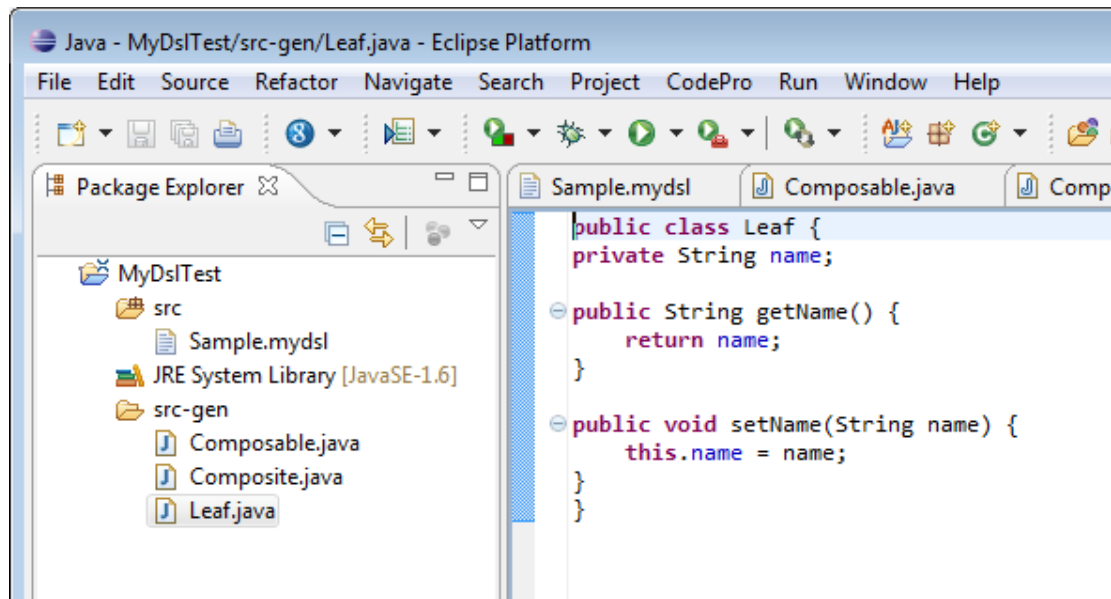 Java - MyDslTest/src-gen/Leaf.java - Eclipse Platform
File Edit Source Refactor Navigate Search Project CodePro Run Window Help
Package Explorer
Sample.mydsl Composable.java Comp
MyDslTest
src
Sample.mydsl
JRE System Library [JavaSE-1.6]
src-gen
Composable.java
Composite.java
Leaf.java
public class Leaf {
private String name;
public String getName() {
return name;
}
public void setName(String name) {
this.name = name;
}
}